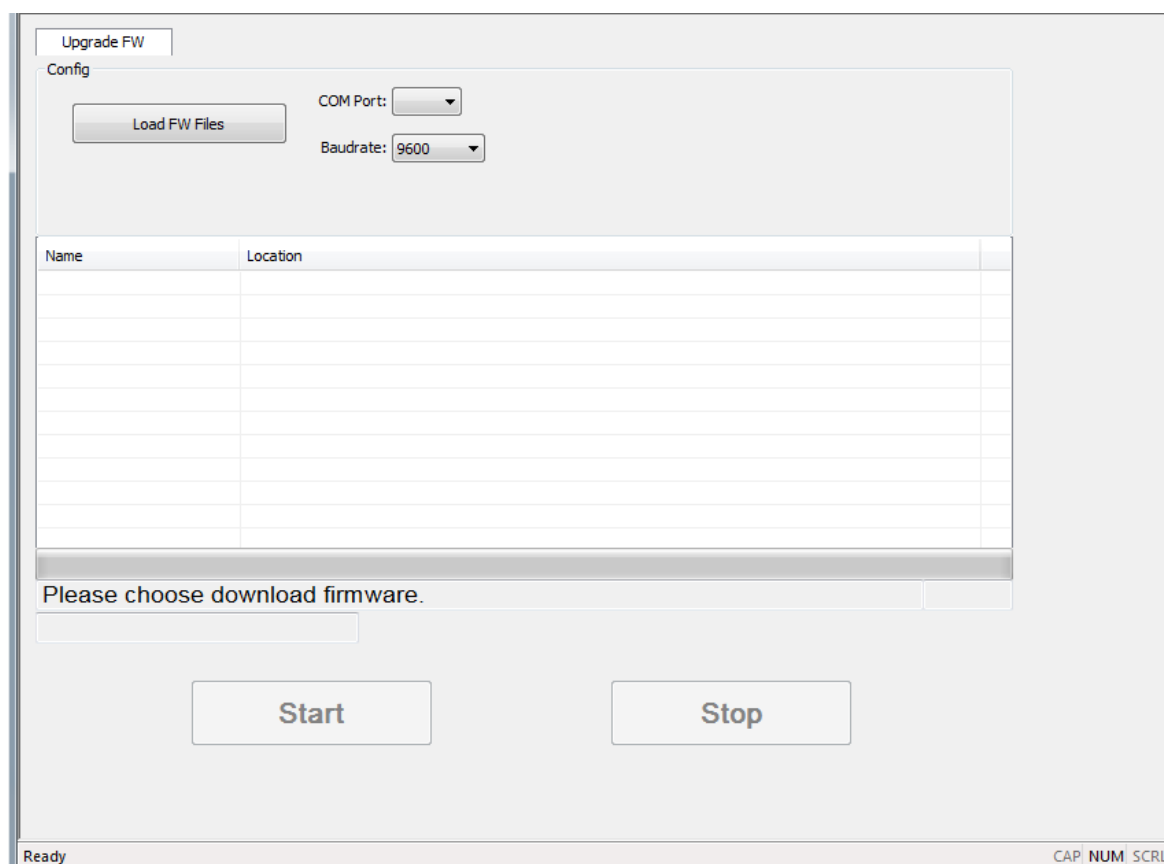 Upgrade FW
Config
Load FW Files
COM Port:
Baudrate: 9600
Name Location
Please choose download firmware.
Start Stop
Ready CAP NUM SCRL